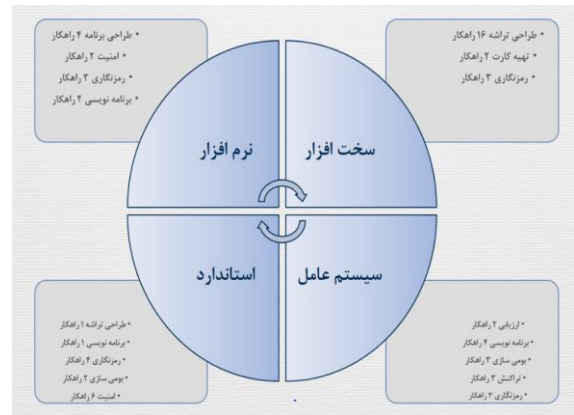 • طراحی تراشه ۱۶ راهکار
• تهیه کارت ۲ راهکار
• رمزنگاری ۳ راهکار
• طراحی برنامه ۴ راهکار
• امنیت ۲ راهکار
• رمزنگاری ۳ راهکار
• برنامه نویسی ۲ راهکار
سخت افزار
نرم افزار
سیستم عامل
استاندارد
• ارزیابی ۲ راهکار
• برنامه نویسی ۴ راهکار
• بومی سازی ۳ راهکار
• تراکنش ۳ راهکار
• رمزنگاری ۳ راهکار
• طراحی تراشه ۱ راهکار
• برنامه نویسی ۱ راهکار
• رمزنگاری ۴ راهکار
• بومی سازی ۲ راهکار
• امنیت ۶ راهکار